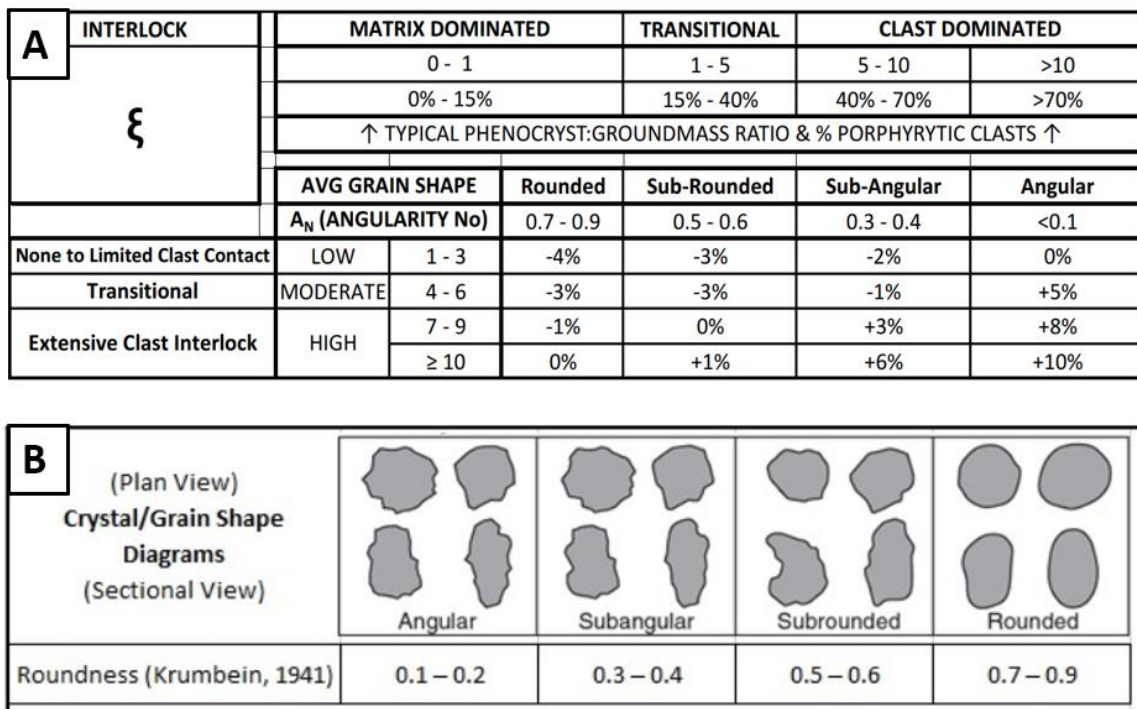 A
INTERLOCK MATRIX DOMINATED TRANSITIONAL CLAST DOMINATED
ξ
0 - 1 1 - 5 5 - 10 >10
0% - 15% 15% - 40% 40% - 70% >70%
↑ TYPICAL PHENOCRYST:GROUNDMASS RATIO & % PORPHYRYTIC CLASTS ↑
AVG GRAIN SHAPE Rounded Sub-Rounded Sub-Angular Angular
AN (ANGULARITY No) 0.7 - 0.9 0.5 - 0.6 0.3 - 0.4 <0.1
None to Limited Clast Contact LOW 1 - 3 -4% -3% -2% 0%
Transitional MODERATE 4 - 6 -3% -3% -1% +5%
Extensive Clast Interlock HIGH 7 - 9 -1% 0% +3% +8%
≥ 10 0% +1% +6% +10%
B
(Plan View)
Crystal/Grain Shape
Diagrams
(Sectional View)
Angular Subangular Subrounded Rounded
Roundness (Krumbein, 1941) 0.1 – 0.2 0.3 – 0.4 0.5 – 0.6 0.7 – 0.9